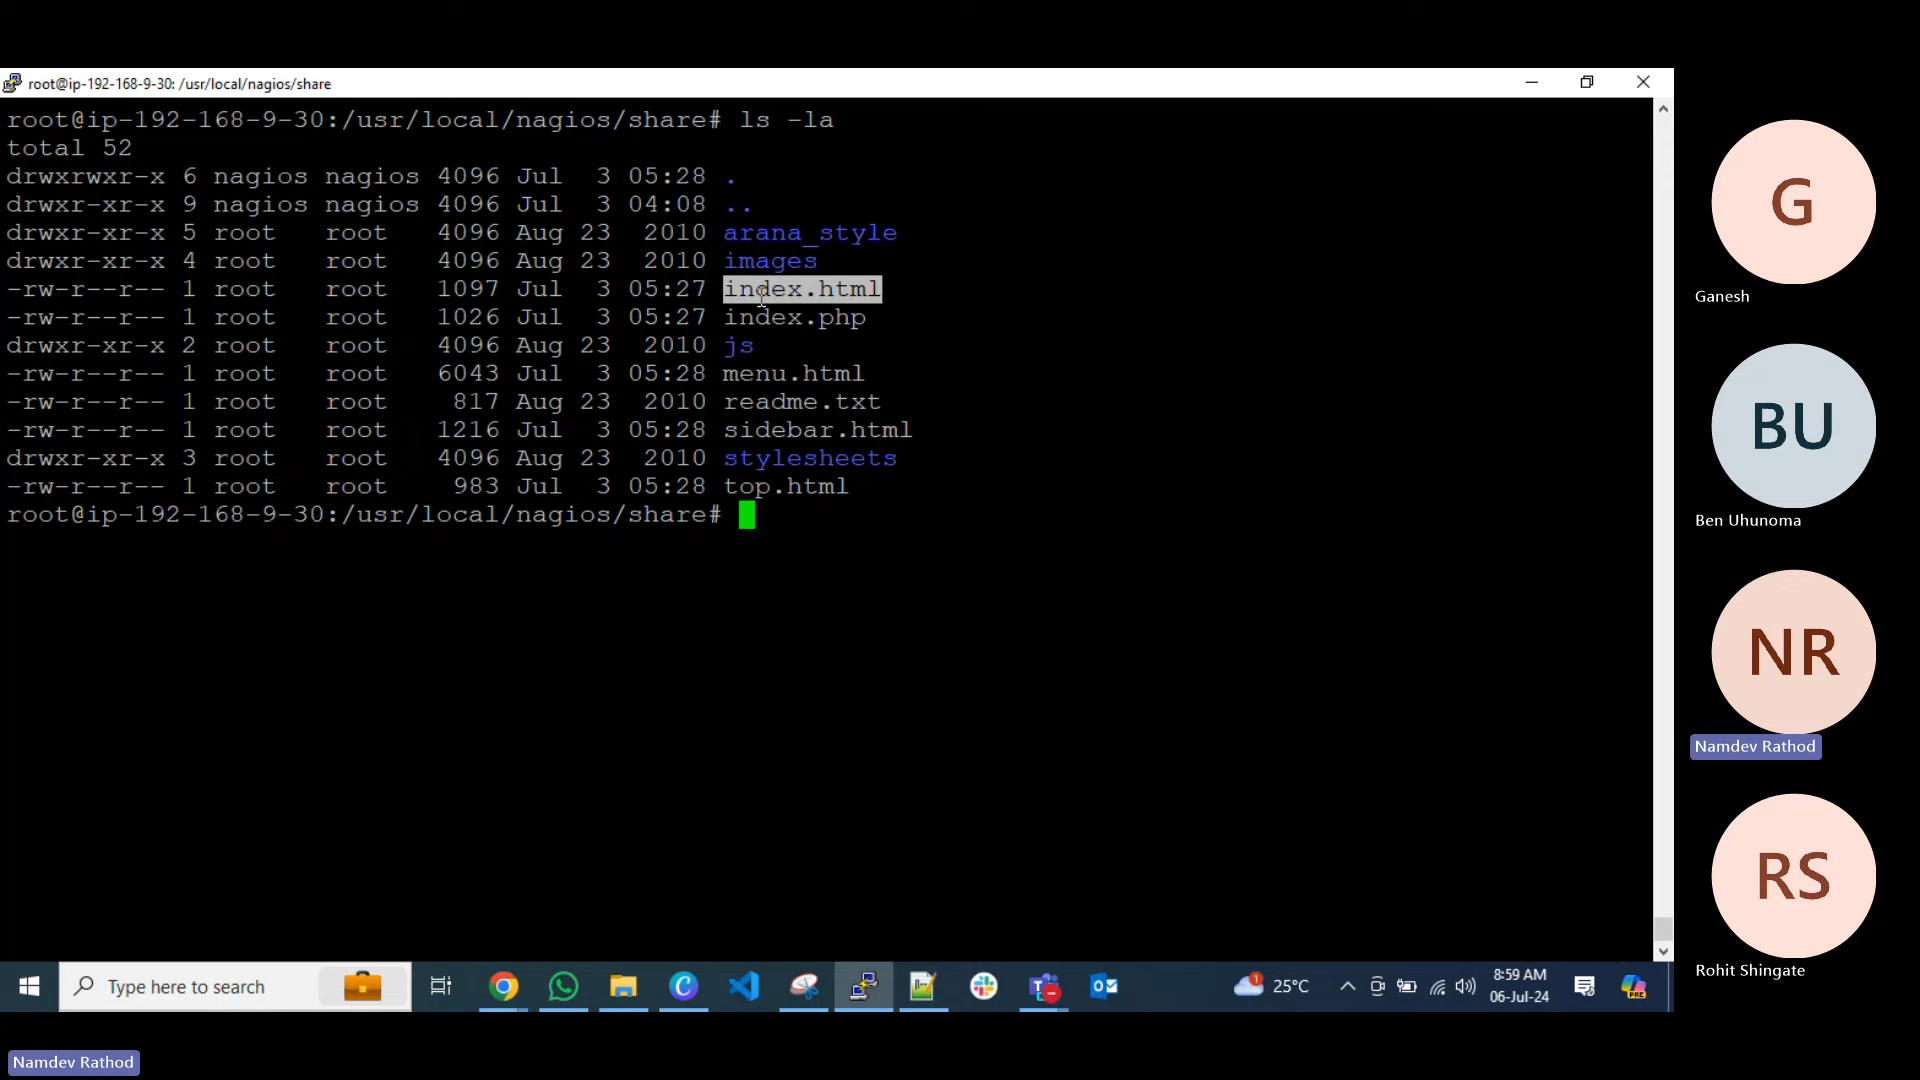 root@ip-192-168-9-30: /usr/local/nagios/share
root@ip-192-168-9-30:/usr/local/nagios/share# ls -la
total 52
drwxrwxr-x 6 nagios nagios 4096 Jul  3 05:28 .
drwxr-xr-x 9 nagios nagios 4096 Jul  3 04:08 ..
drwxr-xr-x 5 root   root   4096 Aug 23  2010 arana_style
drwxr-xr-x 4 root   root   4096 Aug 23  2010 images
-rw-r--r-- 1 root   root   1097 Jul  3 05:27 index.html
-rw-r--r-- 1 root   root   1026 Jul  3 05:27 index.php
drwxr-xr-x 2 root   root   4096 Aug 23  2010 js
-rw-r--r-- 1 root   root   6043 Jul  3 05:28 menu.html
-rw-r--r-- 1 root   root    817 Aug 23  2010 readme.txt
-rw-r--r-- 1 root   root   1216 Jul  3 05:28 sidebar.html
drwxr-xr-x 3 root   root   4096 Aug 23  2010 stylesheets
-rw-r--r-- 1 root   root    983 Jul  3 05:28 top.html
root@ip-192-168-9-30:/usr/local/nagios/share#
G
Ganesh
BU
Ben Uhunoma
NR
Namdev Rathod
RS
Rohit Shingate
Type here to search
1
25°C
8:59 AM
06-Jul-24
PRE
Namdev Rathod